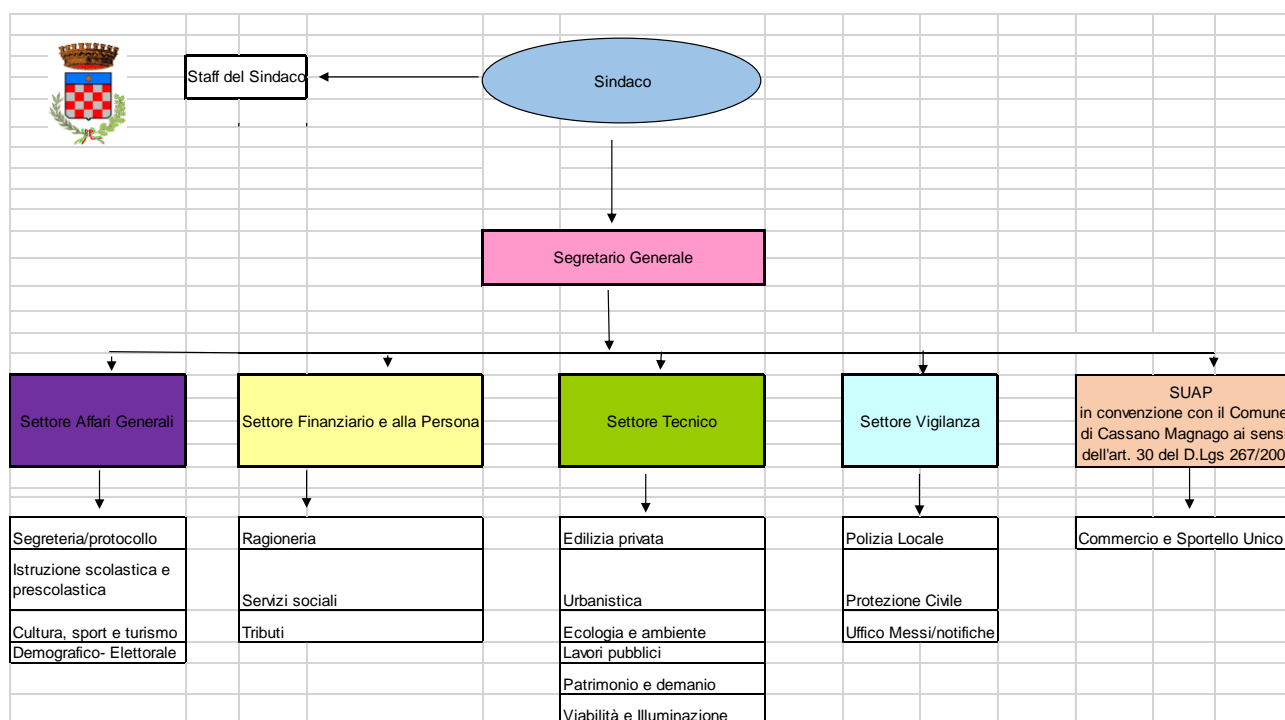 Staff del Sindaco
Sindaco
Segretario Generale
Settore Affari Generali
Settore Finanziario e alla Persona
Settore Tecnico
Settore Vigilanza
SUAP
in convenzione con il Comune
di Cassano Magnago ai sens
dell'art. 30 del D.Lgs 267/200
Segreteria/protocollo
Istruzione scolastica e
prescolastica
Cultura, sport e turismo
Demografico- Elettorale
Ragioneria
Servizi sociali
Tributi
Edilizia privata
Urbanistica
Ecologia e ambiente
Lavori pubblici
Patrimonio e demanio
Viabilità e Illuminazione
Polizia Locale
Protezione Civile
Uffico Messi/notifiche
Commercio e Sportello Unico